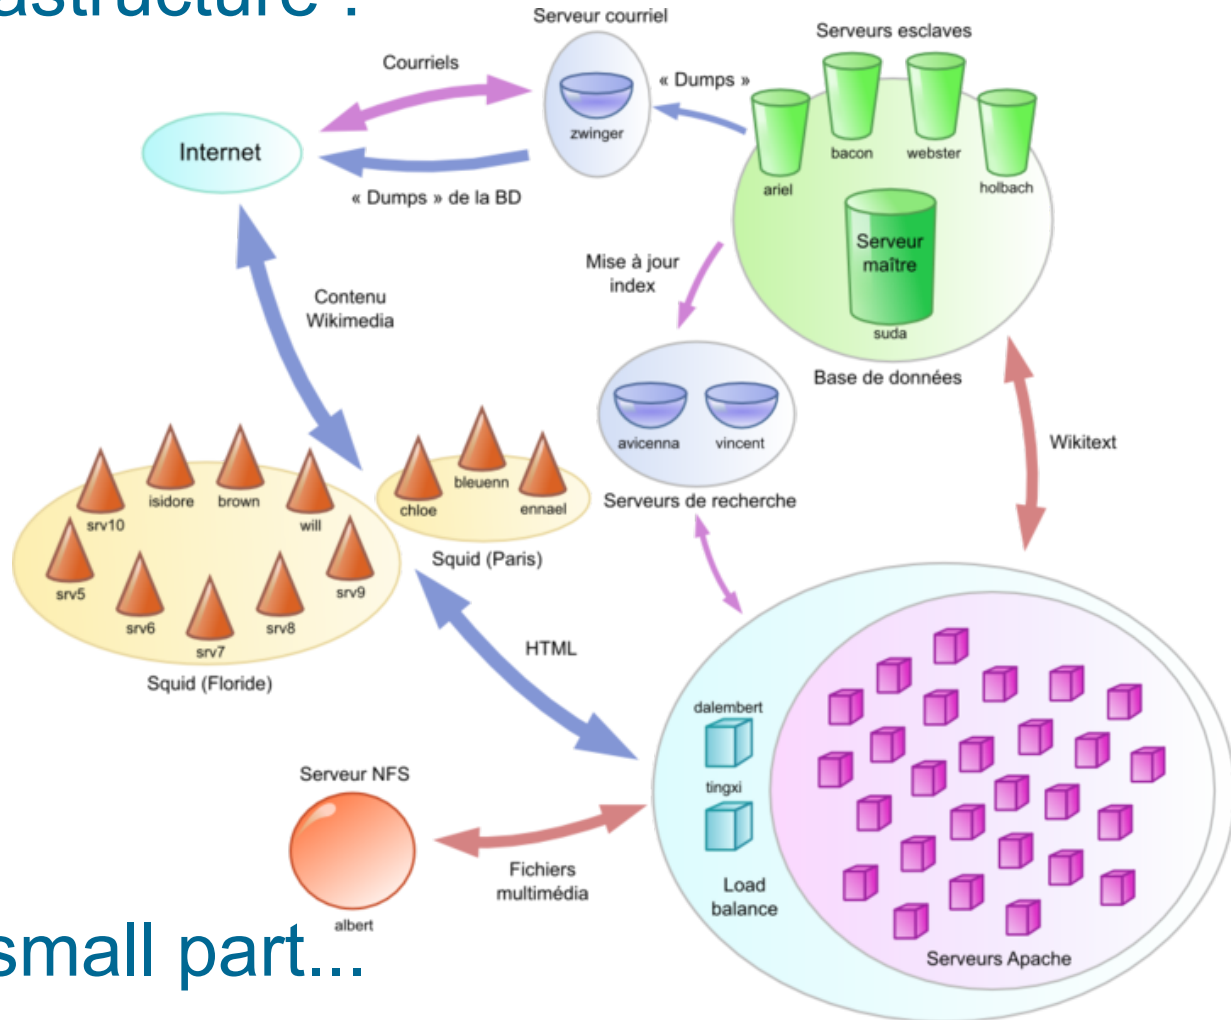 Serveur courriel
Serveurs esclaves
Courriels
« Dumps »
zwinger
bacon
webster
Internet
ariel
holbach
« Dumps » de la BD
Serveur
maître
Mise à jour
index
Contenu
Wikimedia
suda
Base de données
avicenna
vincent
Wikitext
Serveurs de recherche
bleuenn
chloe
ennael
isidore
brown
srv10
will
Squid (Paris)
srv5
srv9
srv6
srv8
srv7
HTML
Squid (Floride)
dalembert
Serveur NFS
tingxi
Fichiers
multimédia
Load
balance
albert
small part...
Serveurs Apache